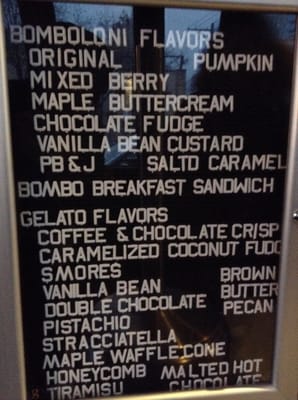 BOMBOLONI FLAVORS
ORIGINAL PUMPKIN
MIXED BERRY
MAPLE BUTTERCREAM
CHOCOLATE FUDGE
VANILLA BEAN CUSTARD
PB & J SALTD CARAMEL
BOMBO BREAKFAST SANDWICH
GELATO FLAVORS
COFFEE & CHOCOLATE CRISP
CARAMELIZED COCONUT FUDG
SMORES BROWN
VANILLA BEAN BUTTER
DOUBLE CHOCOLATE PECAN
PISTACHIO
STRACCIATELLA
MAPLE WAFFLECONE
HONEYCOMB MALTED HOT
TIRAMISU CHOCOLATE